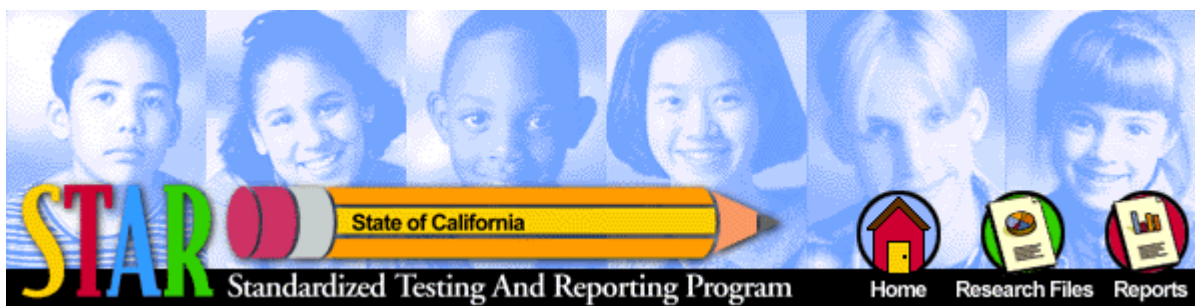 STAR
State of California
Standardized Testing And Reporting Program
Home
Research Files
Reports